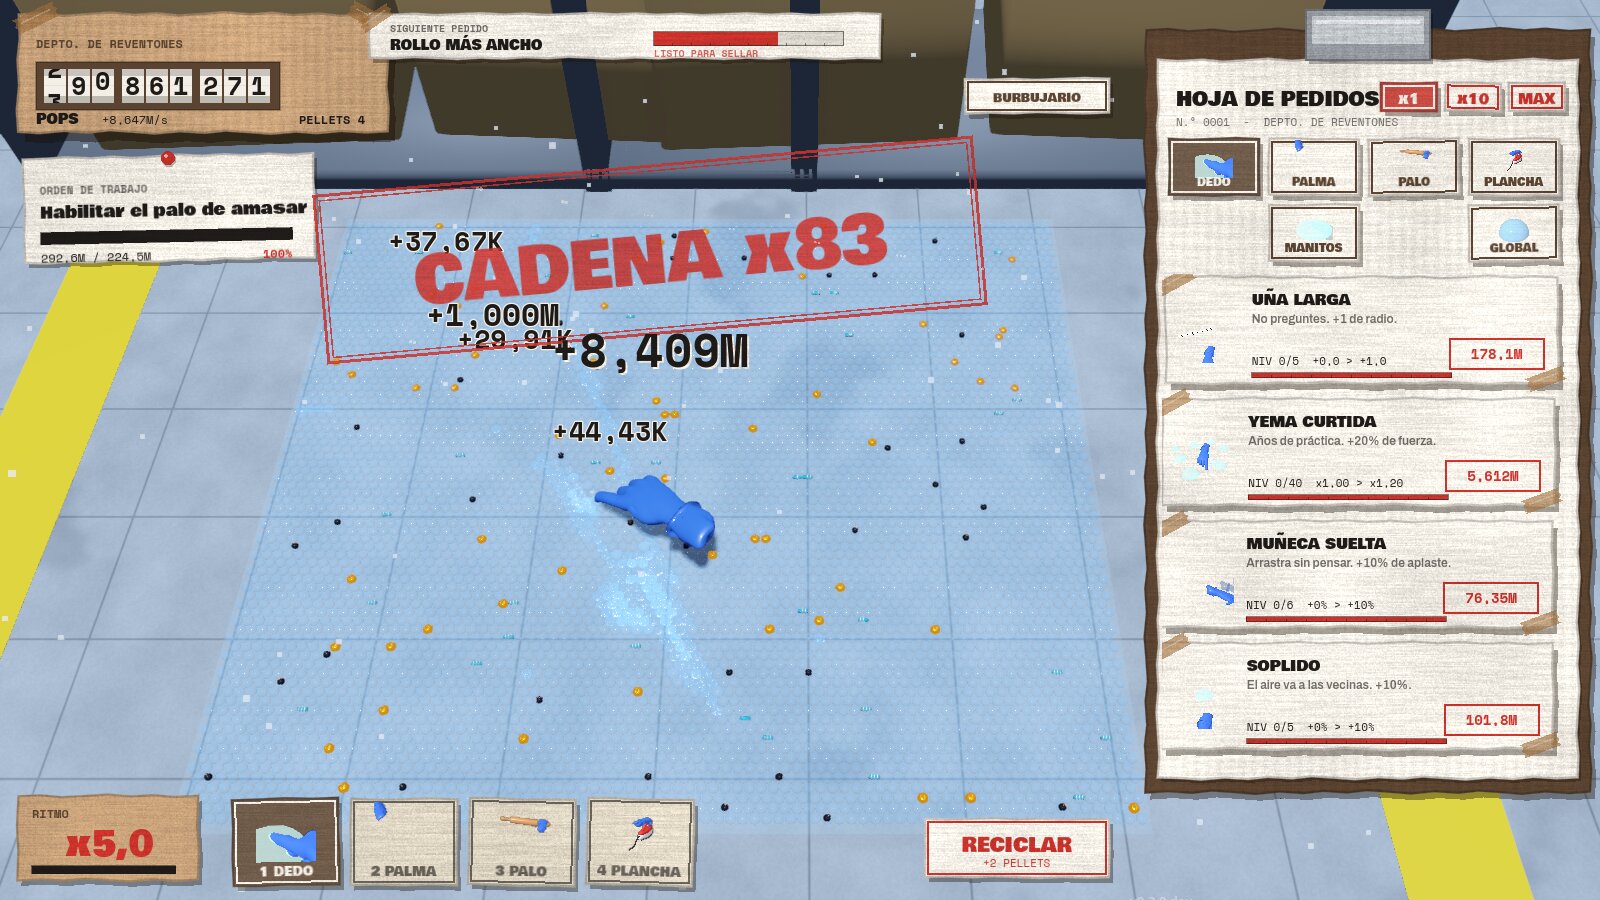 DEPTO. DE REVENTONES
90 861 271
POPS +8,647M/s PELLETS 4
SIGUIENTE PEDIDO
ROLLO MÁS ANCHO
LISTO PARA SELLAR
BURBUJARIO
ORDEN DE TRABAJO
Habilitar el palo de amasar
292,6M / 224,5M 100%
CADENA x83
+37,67K
+1,000M
+29,91K
+8,409M
+44,43K
HOJA DE PEDIDOS x1 x10 MAX
N.° 0001 - DEPTO. DE REVENTONES
DEDO PALMA PALO PLANCHA
MANITOS GLOBAL
UÑA LARGA
No preguntes. +1 de radio.
NIV 0/5 +0,0 > +1,0 178,1M
YEMA CURTIDA
Años de práctica. +20% de fuerza.
NIV 0/40 x1,00 > x1,20 5,612M
MUÑECA SUELTA
Arrastra sin pensar. +10% de aplaste.
NIV 0/6 +0% > +10% 76,35M
SOPLIDO
El aire va a las vecinas. +10%.
NIV 0/5 +0% > +10% 101,8M
RITMO
x5,0
1 DEDO 2 PALMA 3 PALO 4 PLANCHA
RECICLAR
+2 PELLETS